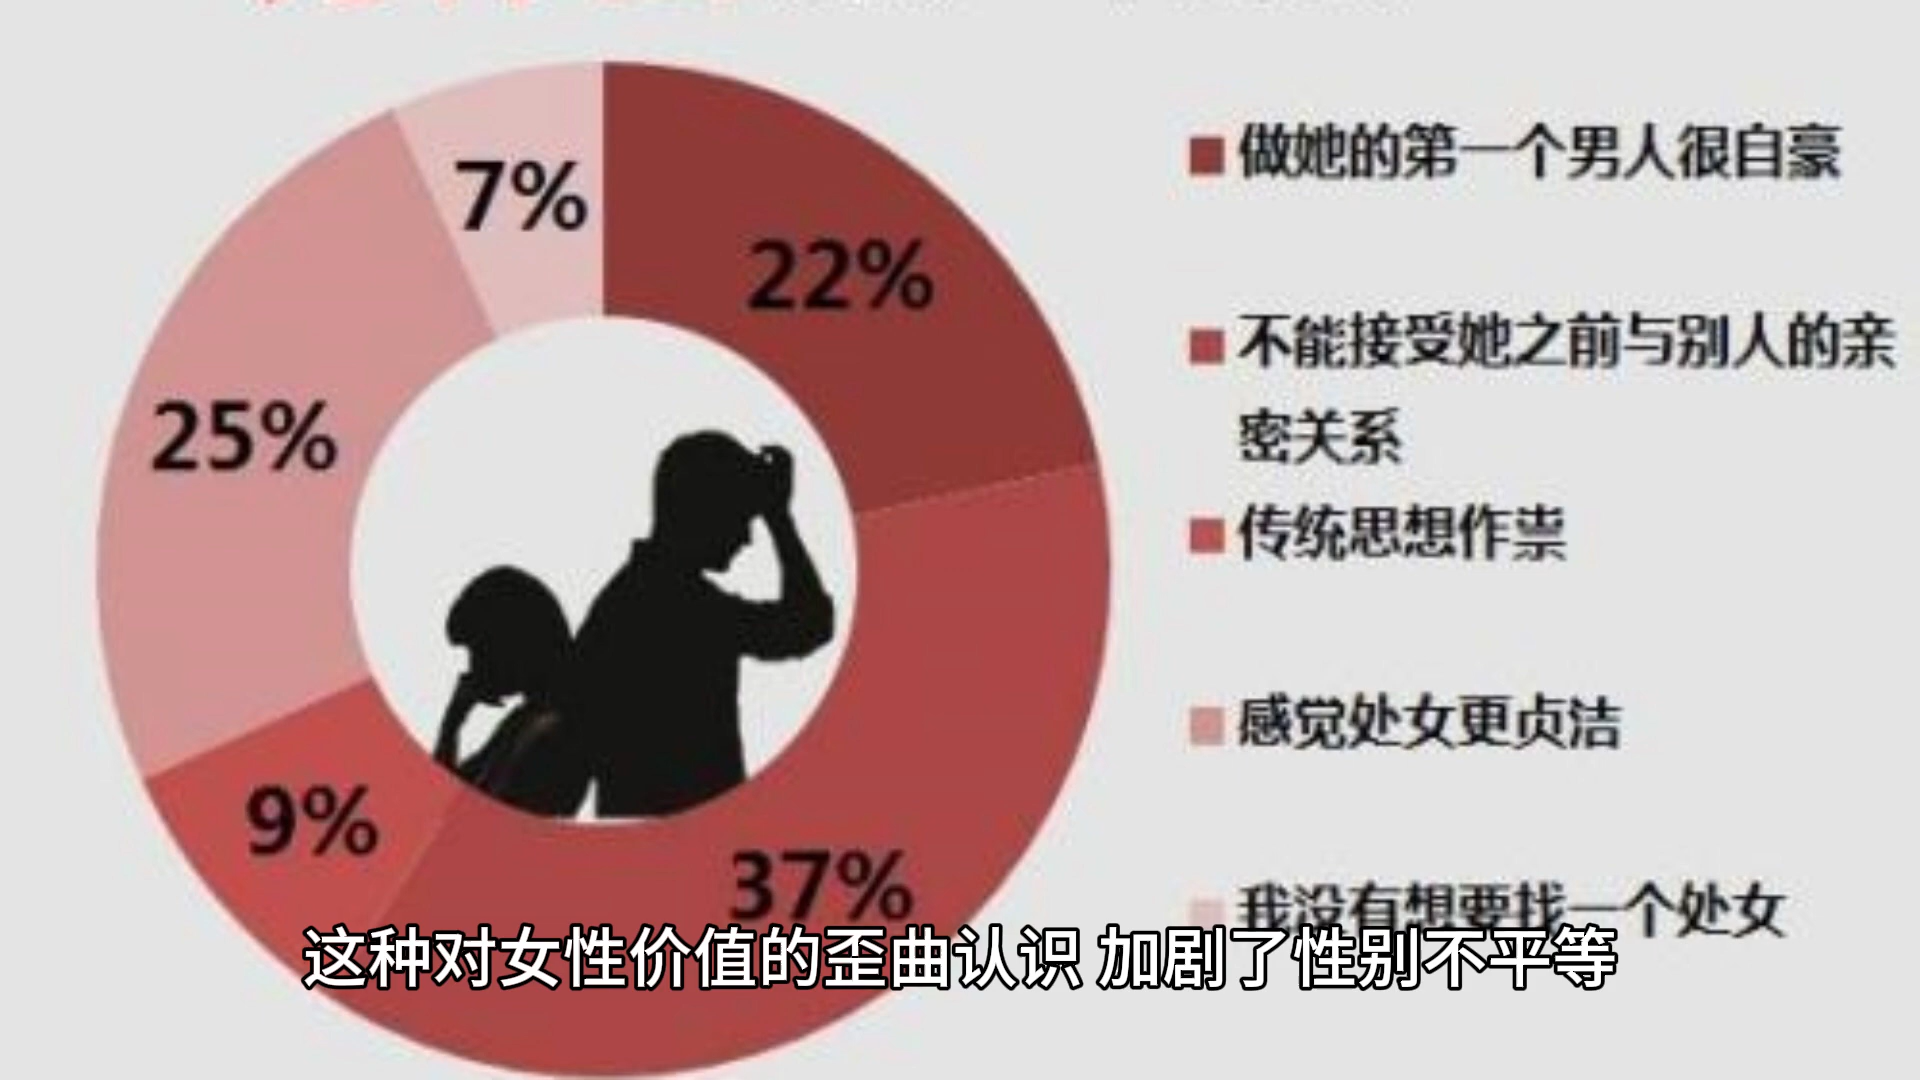 7%
22%
25%
9%
37%
做她的第一个男人很自豪
不能接受她之前与别人的亲
密关系
传统思想作祟
感觉处女更贞洁
我没有想要找一个处女
这种对女性价值的歪曲认识 加剧了性别不平等